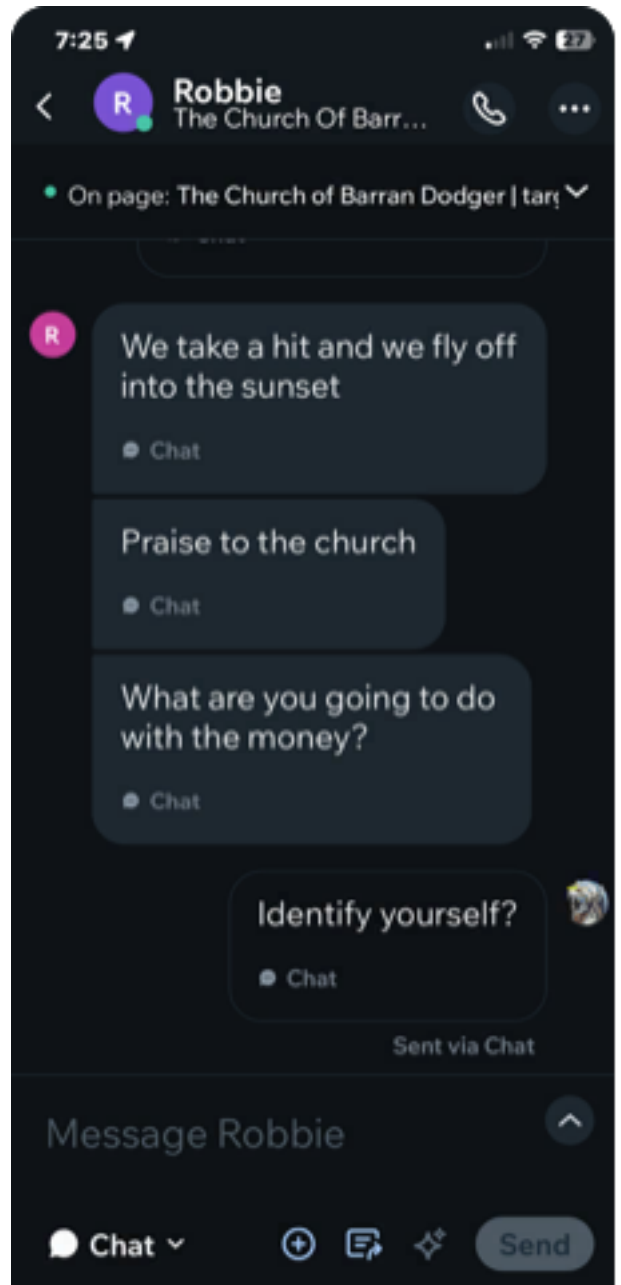 7:25
27
R
Robbie
The Church Of Barr...
On page: The Church of Barran Dodger | tar
Chat
R
We take a hit and we fly off
into the sunset
Chat
Praise to the church
Chat
What are you going to do
with the money?
Chat
Identify yourself?
Chat
Sent via Chat
Message Robbie
Chat
Send